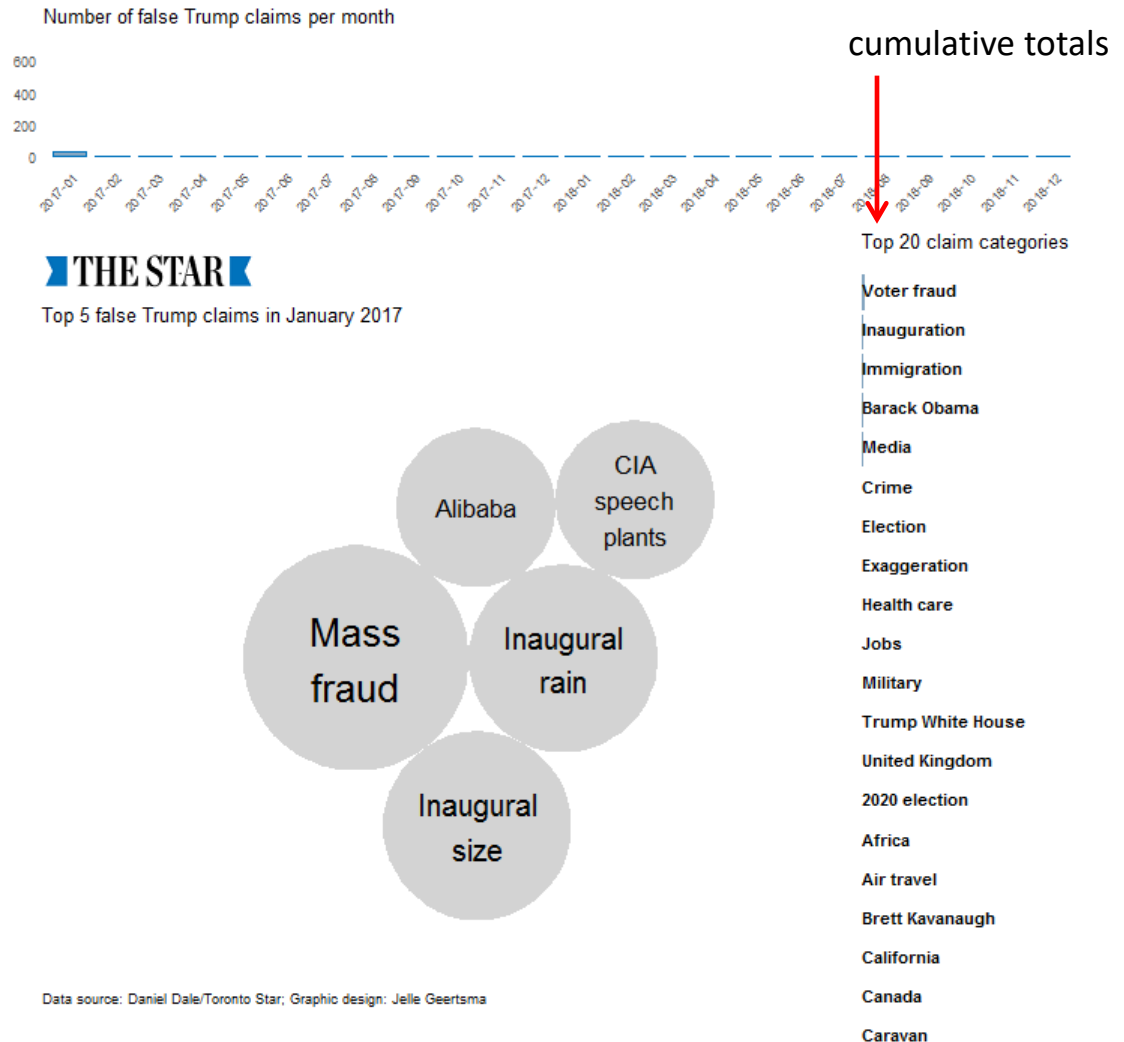 Number of false Trump claims per month
cumulative totals
600
400
200
0
2017-01
2017-02
2017-03
2017-04
2017-05
2017-06
2017-07
2017-08
2017-09
2017-10
2017-11
2017-12
2018-01
2018-02
2018-03
2018-04
2018-05
2018-06
2018-07
2018-08
2018-09
2018-10
2018-11
2018-12
THE STAR
Top 5 false Trump claims in January 2017
Alibaba
CIA
speech
plants
Mass
fraud
Inaugural
rain
Inaugural
size
Top 20 claim categories
Voter fraud
Inauguration
Immigration
Barack Obama
Media
Crime
Election
Exaggeration
Health care
Jobs
Military
Trump White House
United Kingdom
2020 election
Africa
Air travel
Brett Kavanaugh
California
Canada
Caravan
Data source: Daniel Dale/Toronto Star; Graphic design: Jelle Geertsma